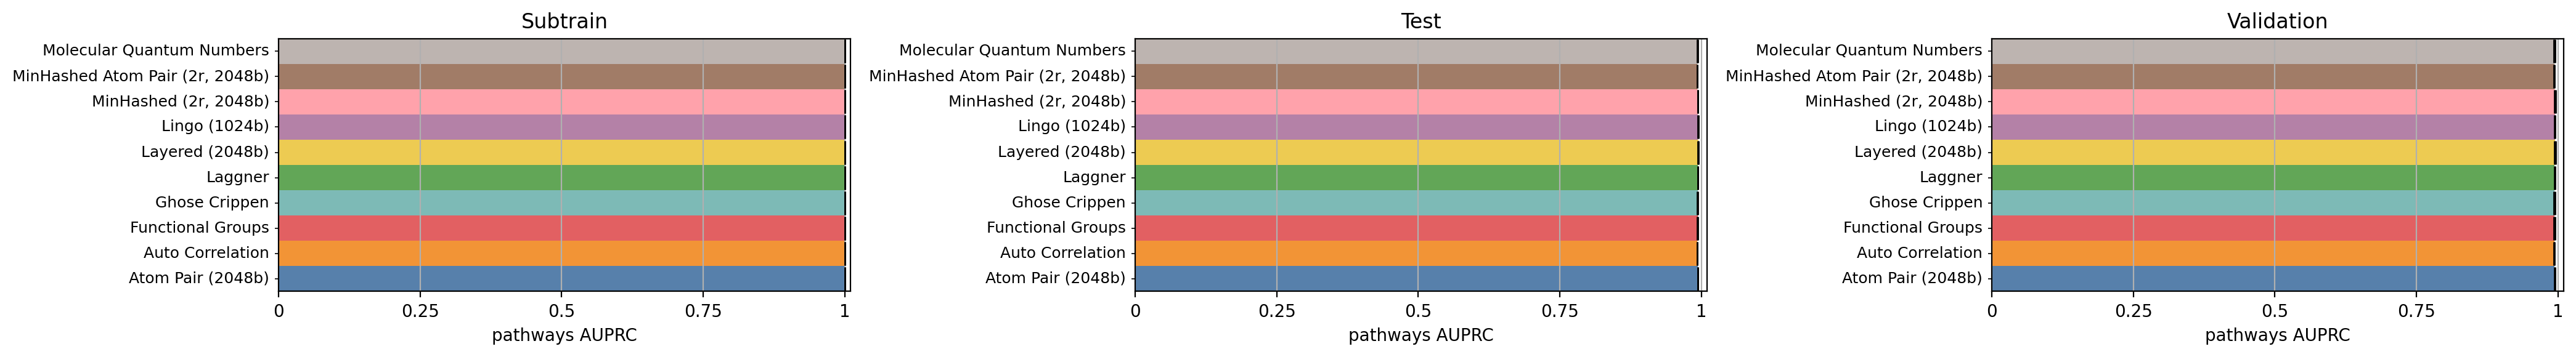 Subtrain
Molecular Quantum Numbers
MinHashed Atom Pair (2r, 2048b)
MinHashed (2r, 2048b)
Lingo (1024b)
Layered (2048b)
Laggner
Ghose Crippen
Functional Groups
Auto Correlation
Atom Pair (2048b)
0 0.25 0.5 0.75 1
pathways AUPRC
Test
Molecular Quantum Numbers
MinHashed Atom Pair (2r, 2048b)
MinHashed (2r, 2048b)
Lingo (1024b)
Layered (2048b)
Laggner
Ghose Crippen
Functional Groups
Auto Correlation
Atom Pair (2048b)
0 0.25 0.5 0.75 1
pathways AUPRC
Validation
Molecular Quantum Numbers
MinHashed Atom Pair (2r, 2048b)
MinHashed (2r, 2048b)
Lingo (1024b)
Layered (2048b)
Laggner
Ghose Crippen
Functional Groups
Auto Correlation
Atom Pair (2048b)
0 0.25 0.5 0.75 1
pathways AUPRC